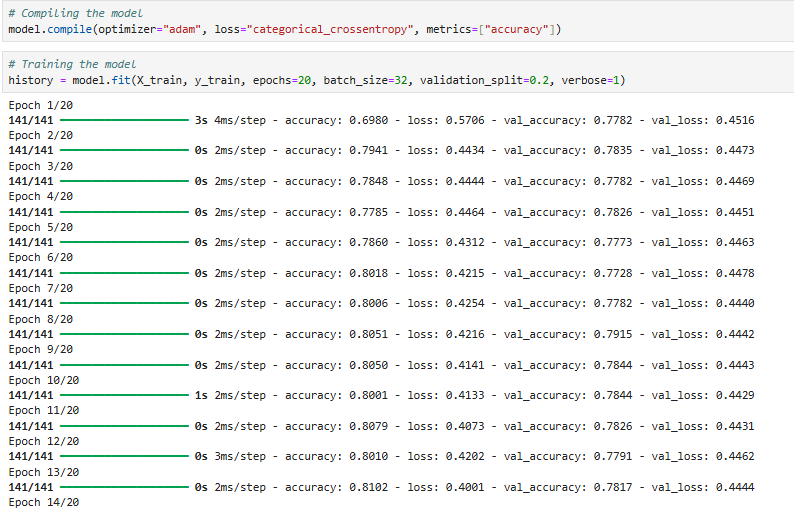 # Compiling the model
model.compile(optimizer="adam", loss="categorical_crossentropy", metrics=["accuracy"])
# Training the model
history = model.fit(X_train, y_train, epochs=20, batch_size=32, validation_split=0.2, verbose=1)
Epoch 1/20
141/141 3s 4ms/step - accuracy: 0.6980 - loss: 0.5706 - val_accuracy: 0.7782 - val_loss: 0.4516
Epoch 2/20
141/141 0s 2ms/step - accuracy: 0.7941 - loss: 0.4434 - val_accuracy: 0.7835 - val_loss: 0.4473
Epoch 3/20
141/141 0s 2ms/step - accuracy: 0.7848 - loss: 0.4444 - val_accuracy: 0.7782 - val_loss: 0.4469
Epoch 4/20
141/141 0s 2ms/step - accuracy: 0.7785 - loss: 0.4464 - val_accuracy: 0.7826 - val_loss: 0.4451
Epoch 5/20
141/141 0s 2ms/step - accuracy: 0.7860 - loss: 0.4312 - val_accuracy: 0.7773 - val_loss: 0.4463
Epoch 6/20
141/141 0s 2ms/step - accuracy: 0.8018 - loss: 0.4215 - val_accuracy: 0.7728 - val_loss: 0.4478
Epoch 7/20
141/141 0s 2ms/step - accuracy: 0.8006 - loss: 0.4254 - val_accuracy: 0.7782 - val_loss: 0.4440
Epoch 8/20
141/141 0s 2ms/step - accuracy: 0.8051 - loss: 0.4216 - val_accuracy: 0.7915 - val_loss: 0.4442
Epoch 9/20
141/141 0s 2ms/step - accuracy: 0.8050 - loss: 0.4141 - val_accuracy: 0.7844 - val_loss: 0.4443
Epoch 10/20
141/141 1s 2ms/step - accuracy: 0.8001 - loss: 0.4133 - val_accuracy: 0.7844 - val_loss: 0.4429
Epoch 11/20
141/141 0s 2ms/step - accuracy: 0.8079 - loss: 0.4073 - val_accuracy: 0.7826 - val_loss: 0.4431
Epoch 12/20
141/141 0s 3ms/step - accuracy: 0.8010 - loss: 0.4202 - val_accuracy: 0.7791 - val_loss: 0.4462
Epoch 13/20
141/141 0s 2ms/step - accuracy: 0.8102 - loss: 0.4001 - val_accuracy: 0.7817 - val_loss: 0.4444
Epoch 14/20